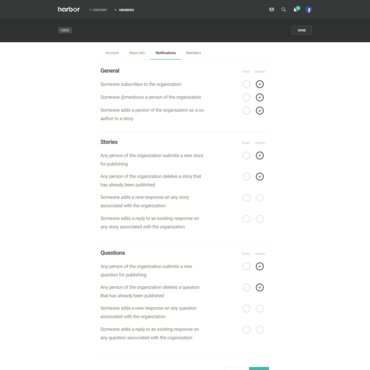 harbor
+ CONTENT
MEMBERS
DONE
Account
Basic Info
Notifications
Members
General
Email
System
Someone subscribes to the organization
Someone @mentions a person of the organization
Someone adds a person of the organization as a co-
author to a story
Stories
Email
System
Any person of the organization submits a new story
for publishing
Any person of the organization deletes a story that
has already been published
Someone adds a new response on any story
associated with the organization
Someone adds a reply to an existing response on
any story associated with the organization
Questions
Email
System
Any person of the organization submits a new
question for publishing
Any person of the organization deletes a question
that has already been published
Someone adds a new response on any question
associated with the organization
Someone adds a reply to an existing response on
any question associated with the organization